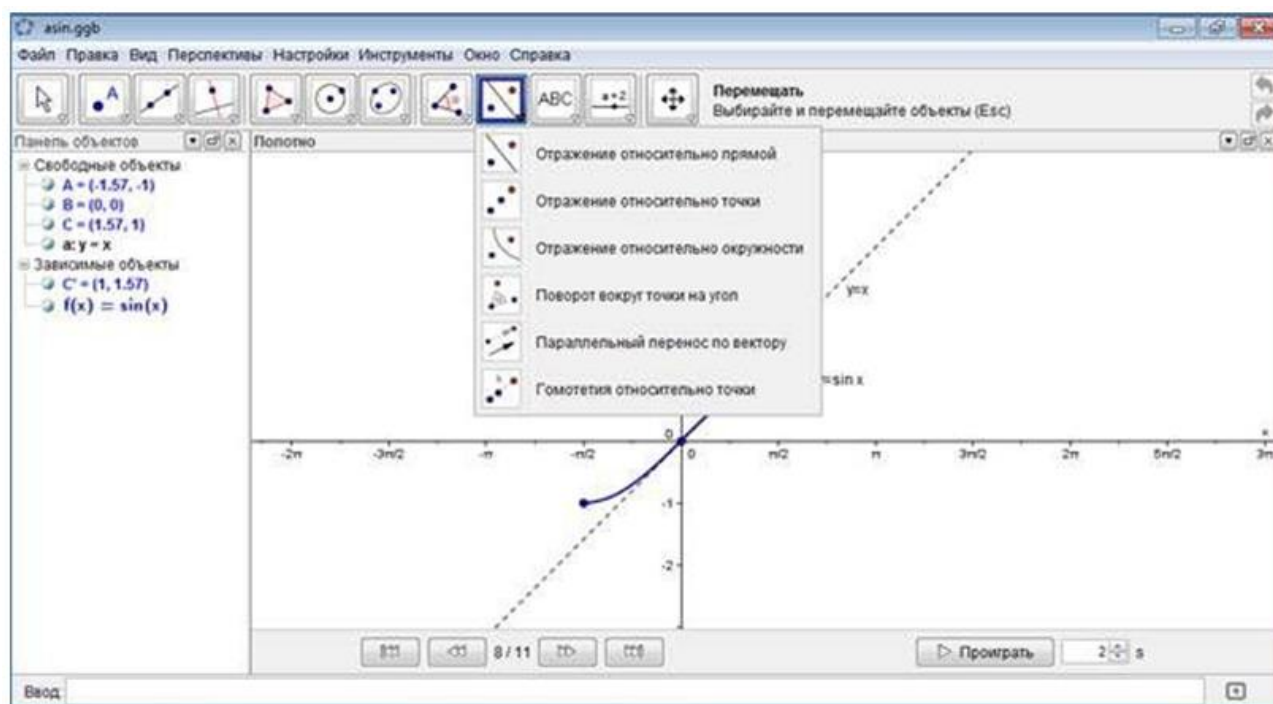 asin.ggb
Файл Правка Вид Перспективы Настройки Инструменты Окно Справка
A
ABC
a=2
Перемещать
Выбирайте и перемещайте объекты (Esc)
Панель объектов
Полотно
Свободные объекты
A = (-1.57, -1)
B = (0, 0)
C = (1.57, 1)
a: y = x
Зависимые объекты
C' = (1, 1.57)
f(x) = sin(x)
Отражение относительно прямой
Отражение относительно точки
Отражение относительно окружности
Поворот вокруг точки на угол
Параллельный перенос по вектору
Гомотетия относительно точки
y=x
=sin x
0
x
-2π -3π/2 -π -π/2 0 π/2 π 3π/2 2π 5π/2 3π
-1
-2
8 / 11
Проиграть
2 s
Ввод: